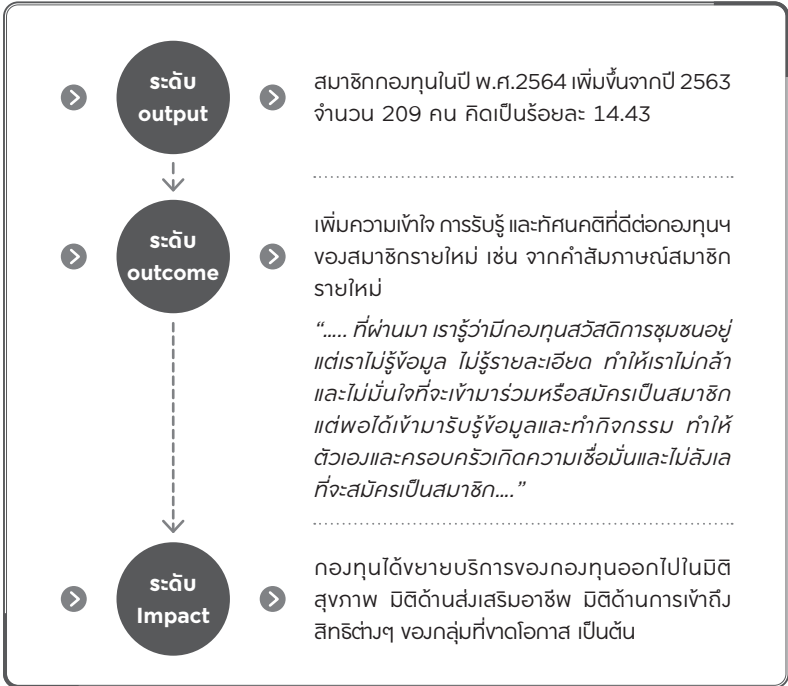 ระดับ
output
สมาชิกกองทุนในปี พ.ศ.2564 เพิ่มขึ้นจากปี 2563
จำนวน 209 คน คิดเป็นร้อยละ 14.43
ระดับ
outcome
เพิ่มความเข้าใจ การรับรู้ และทัศนคติที่ดีต่อกองทุนฯ
ของสมาชิกรายใหม่ เช่น จากคำสัมภาษณ์สมาชิก
รายใหม่
“..... ที่ผ่านมา เรารู้ว่ามีกองทุนสวัสดิการชุมชนอยู่
แต่เราไม่รู้ข้อมูล ไม่รู้รายละเอียด ทำให้เราไม่กล้า
และไม่มั่นใจที่จะเข้ามาร่วมหรือสมัครเป็นสมาชิก
แต่พอได้เข้ามารับรู้ข้อมูลและทำกิจกรรม ทำให้
ตัวเองและครอบครัวเกิดความเชื่อมั่นและไม่ลังเล
ที่จะสมัครเป็นสมาชิก....”
ระดับ
Impact
กองทุนได้ขยายบริการของกองทุนออกไปในมิติ
สุขภาพ มิติด้านส่งเสริมอาชีพ มิติด้านการเข้าถึง
สิทธิต่างๆ ของกลุ่มที่ขาดโอกาส เป็นต้น